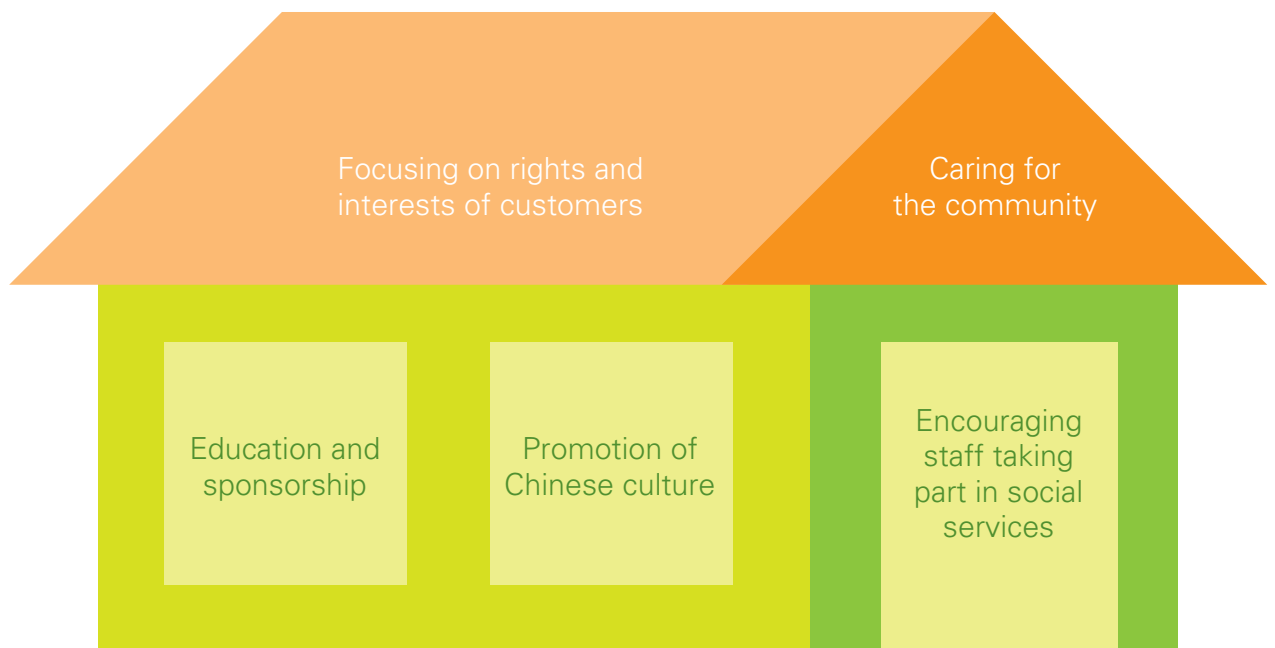 Focusing on rights and
interests of customers
Caring for
the community
Education and
sponsorship
Promotion of
Chinese culture
Encouraging
staff taking
part in social
services